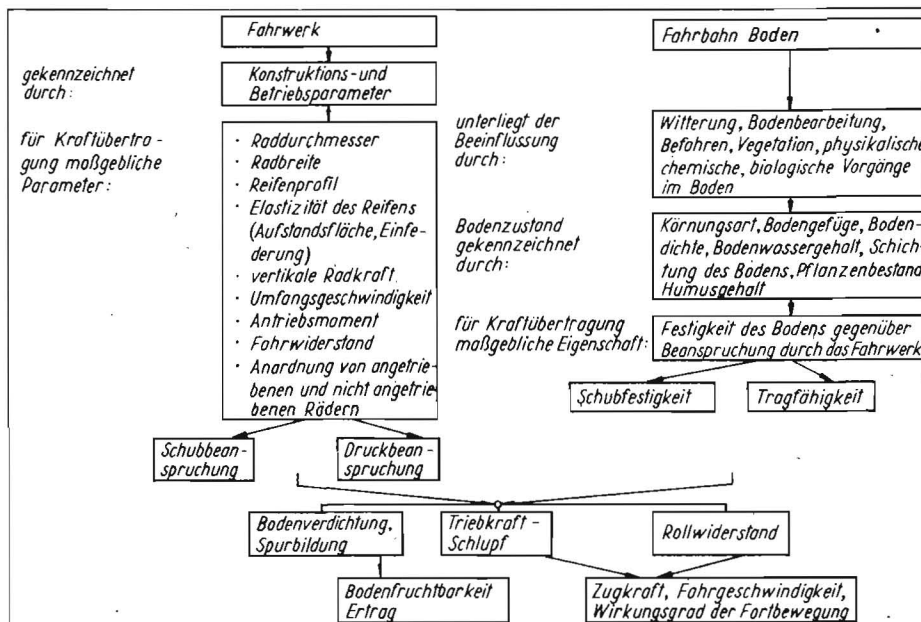 Fahrwerk
gekennzeichnet
durch:
Konstruktions-und
Betriebsparameter
für Kraftübertra-
gung maßgebliche
Parameter:
· Raddurchmesser
· Radbreite
· Reifenprofil
· Elastizität des Reifens
(Aufstandsfläche, Einfe-
derung)
· vertikale Radkraft
· Umfangsgeschwindigkeit
· Antriebsmoment
· Fahrwiderstand
· Anordnung von angetrie-
benen und nicht angetrie-
benen Rädern
Schubbean-
spruchung
Druckbean-
spruchung
Fahrbahn Boden
unterliegt der
Beeinflussung
durch:
Witterung, Bodenbearbeitung,
Befahren, Vegetation, physikalische
chemische, biologische Vorgänge
im Boden
Bodenzustand
gekennzeichnet
durch:
Körnungsart, Bodengefüge, Boden-
dichte, Bodenwassergehalt, Schich-
tung des Bodens, Pflanzenbestand
Humusgehalt
für Kraftübertragung
maßgebliche Eigenschaft:
Festigkeit des Bodens gegenüber
Beanspruchung durch das Fahrwerk
Schubfestigkeit
Tragfähigkeit
Bodenverdichtung,
Spurbildung
Triebkraft-
Schlupf
Rollwiderstand
Bodenfruchtbarkeit
Ertrag
Zugkraft, Fahrgeschwindigkeit,
Wirkungsgrad der Fortbewegung